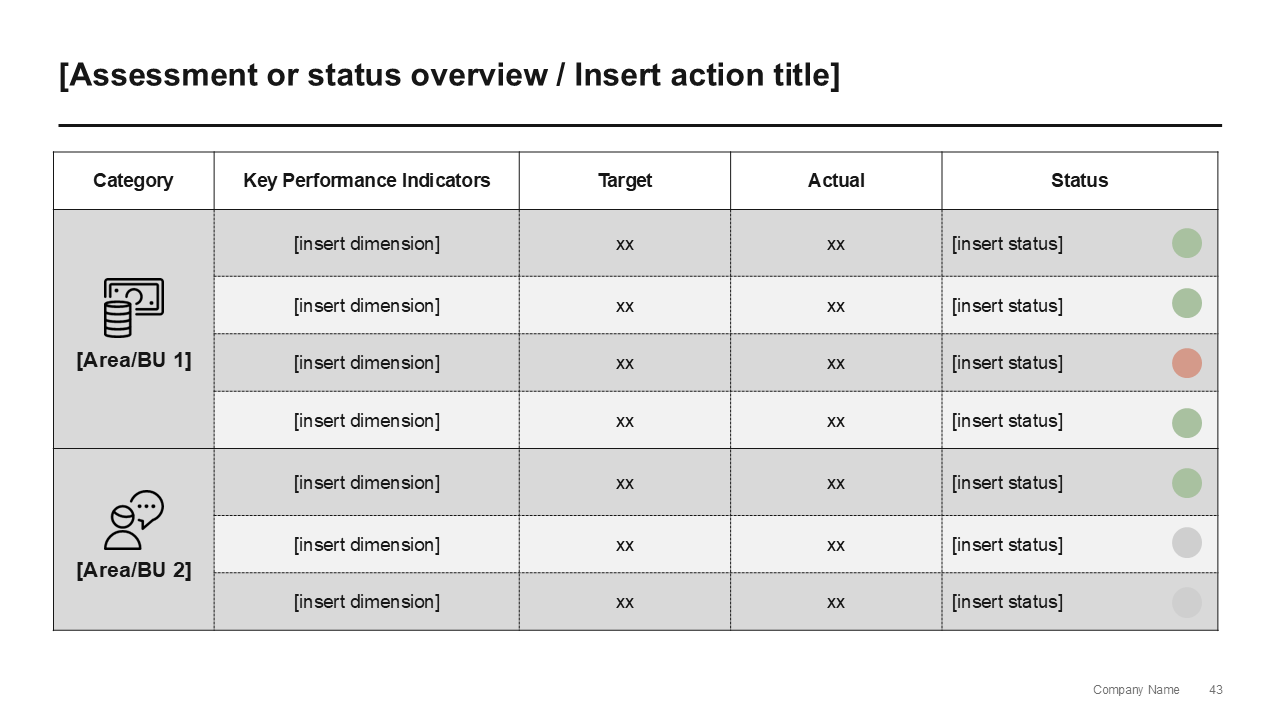 [Assessment or status overview / Insert action title]
Category Key Performance Indicators Target Actual Status
[insert dimension] xx xx [insert status]
[insert dimension] xx xx [insert status]
[Area/BU 1]
[insert dimension] xx xx [insert status]
[insert dimension] xx xx [insert status]
[insert dimension] xx xx [insert status]
[insert dimension] xx xx [insert status]
[Area/BU 2]
[insert dimension] xx xx [insert status]
Company Name 43